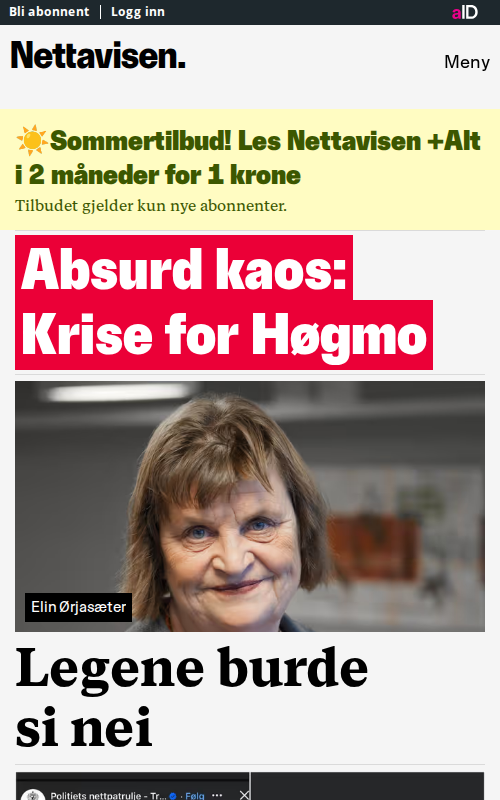 Bli abonnent | Logg inn
aID
Nettavisen.
Meny
☀️Sommertilbud! Les Nettavisen +Alt
i 2 måneder for 1 krone
Tilbudet gjelder kun nye abonnenter.
Absurd kaos:
Krise for Høgmo
Elin Ørjasæter
Legene burde
si nei
Politiets nettpatrulje - Tr... · Følg ··· ×